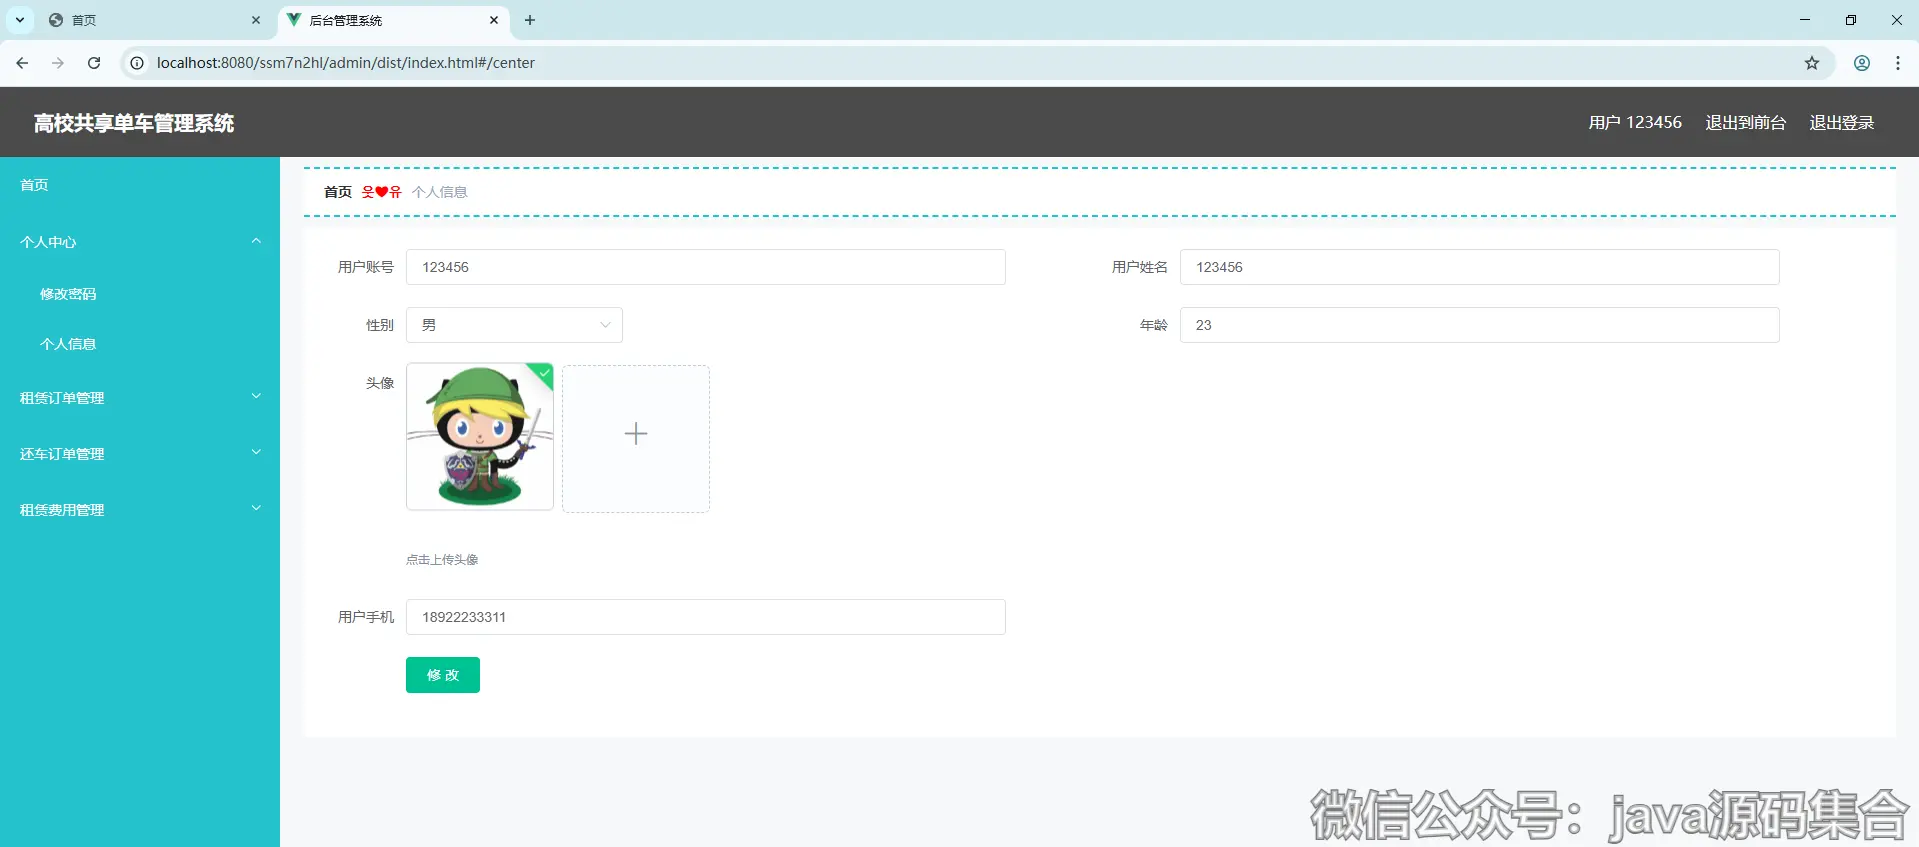 首页
后台管理系统
localhost:8080/ssm7n2hl/admin/dist/index.html#/center
高校共享单车管理系统
用户 123456 退出到前台 退出登录
首页
个人中心
修改密码
个人信息
租赁订单管理
还车订单管理
租赁费用管理
首页 웃♥유 个人信息
用户账号 123456
用户姓名 123456
性别 男
年龄 23
头像
点击上传头像
用户手机 18922233311
修 改
微信公众号：java源码集合